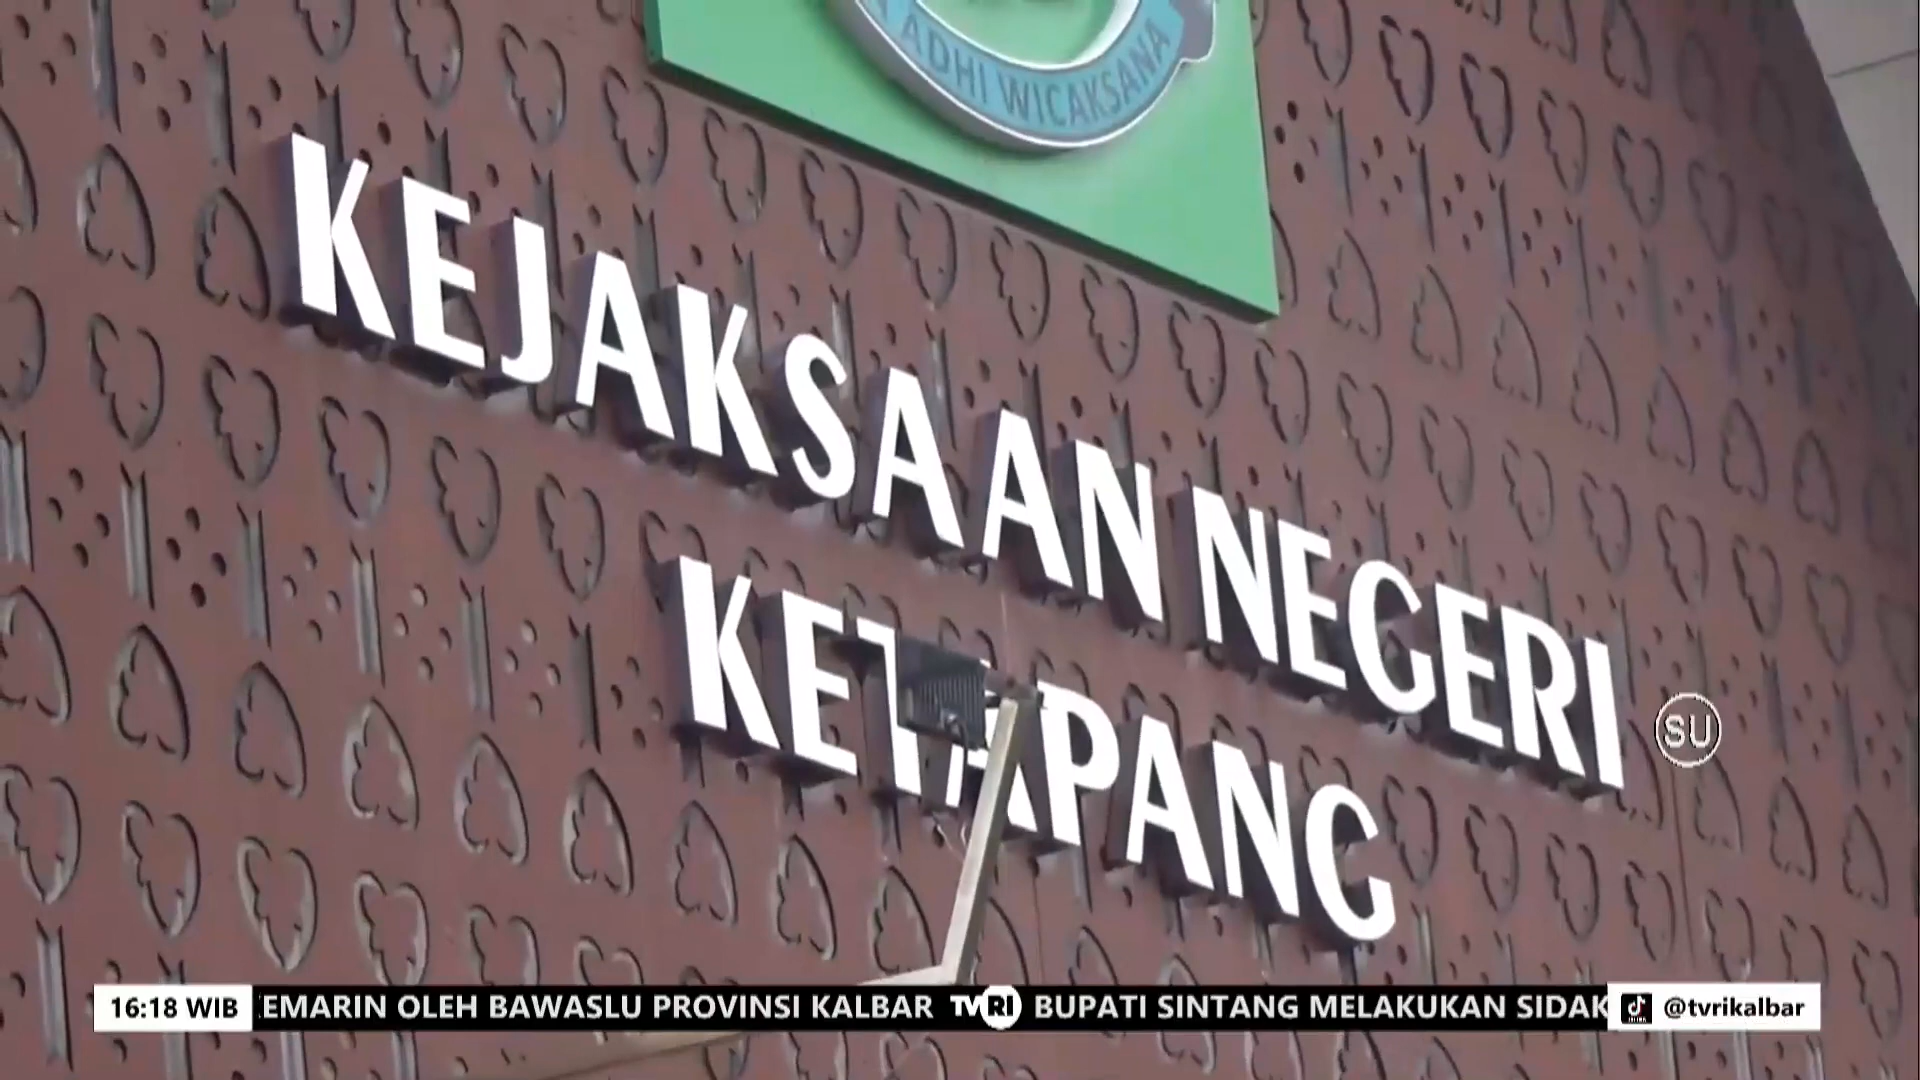 ADHI WICAKSANA
KEJAKSAAN NEGERI
KETAPANG
SU
16:18 WIB
EMARIN OLEH BAWASLU PROVINSI KALBAR TVRI BUPATI SINTANG MELAKUKAN SIDAK
@tvrikalbar